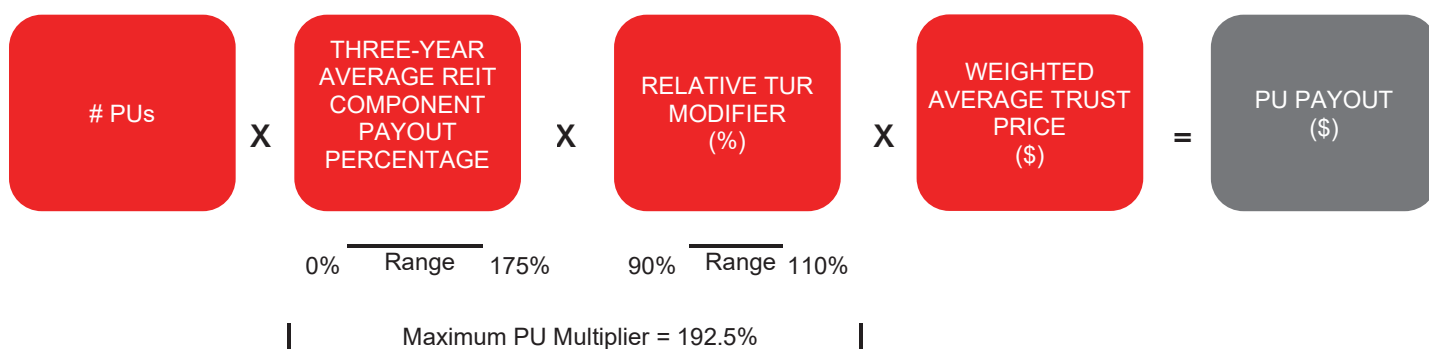 # PUs
X
THREE-YEAR
AVERAGE REIT
COMPONENT
PAYOUT
PERCENTAGE
X
RELATIVE TUR
MODIFIER
(%)
X
WEIGHTED
AVERAGE TRUST
PRICE
($)
=
PU PAYOUT
($)
0% Range 175%
90% Range 110%
Maximum PU Multiplier = 192.5%